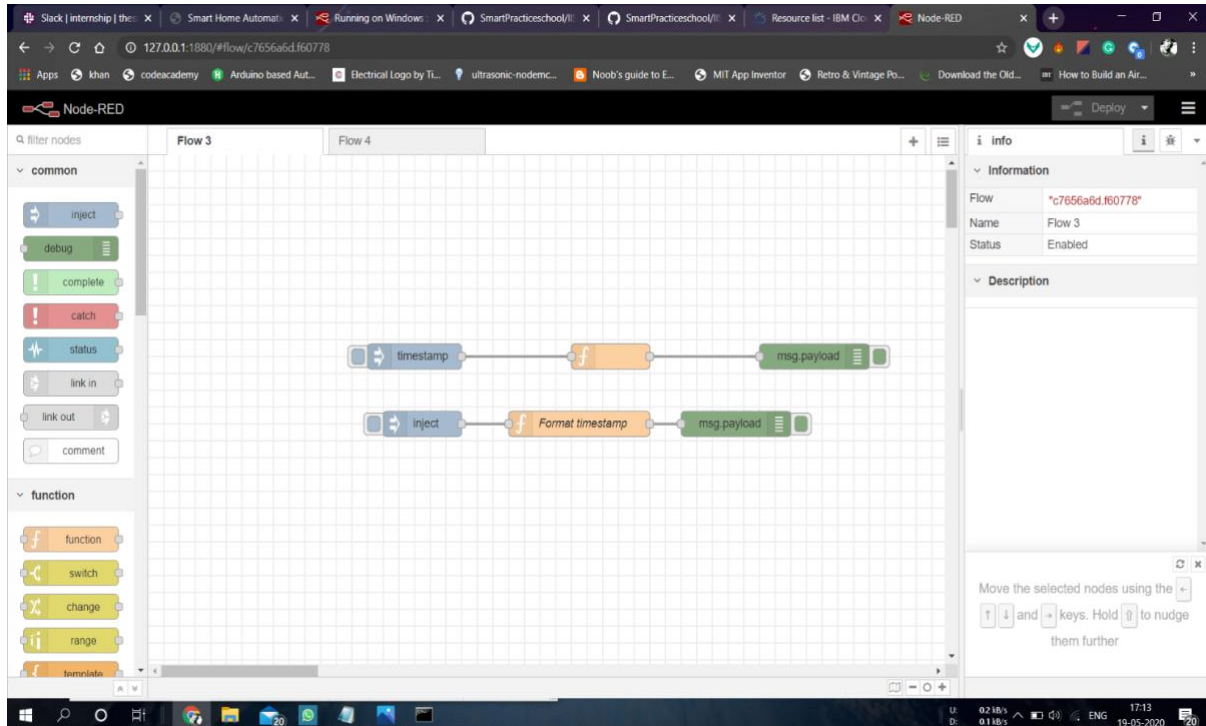 Slack | internship | thes
Smart Home Automati
Running on Windows :
SmartPracticeschool/II
SmartPracticeschool/II
Resource list - IBM Clo
Node-RED
127.0.0.1:1880/#flow/c7656a6d.f60778
Apps khan codeacademy Arduino based Aut... Electrical Logo by Ti... ultrasonic-nodemc... Noob's guide to E... MIT App Inventor Retro & Vintage Po... Download the Old... How to Build an Air... »
Node-RED
Deploy
filter nodes
Flow 3
Flow 4
i info
common
inject
debug
complete
catch
status
link in
link out
comment
function
function
switch
change
range
template
timestamp
msg.payload
inject
Format timestamp
msg.payload
Information
Flow "c7656a6d.f60778"
Name Flow 3
Status Enabled
Description
Move the selected nodes using the ←
↑ ↓ and → keys. Hold ⇧ to nudge
them further
20
U: 0.2 kB/s
D: 0.1 kB/s
ENG
17:13
19-05-2020
20